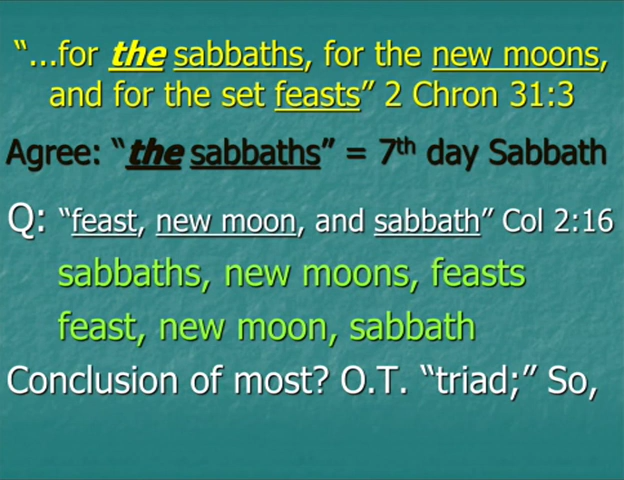 “...for the sabbaths, for the new moons,
and for the set feasts” 2 Chron 31:3
Agree: “the sabbaths” = 7th day Sabbath
Q: “feast, new moon, and sabbath” Col 2:16
sabbaths, new moons, feasts
feast, new moon, sabbath
Conclusion of most? O.T. “triad;” So,